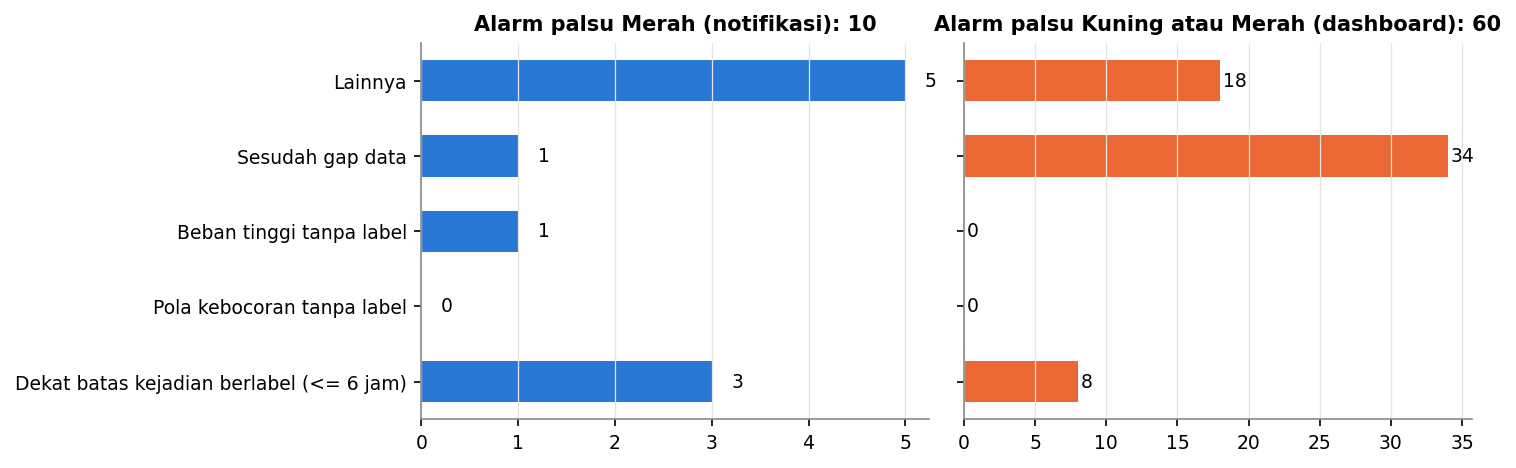 Alarm palsu Merah (notifikasi): 10
Alarm palsu Kuning atau Merah (dashboard): 60
Lainnya
5
18
Sesudah gap data
1
34
Beban tinggi tanpa label
1
0
Pola kebocoran tanpa label
0
0
Dekat batas kejadian berlabel (<= 6 jam)
3
8
0 1 2 3 4 5
0 5 10 15 20 25 30 35